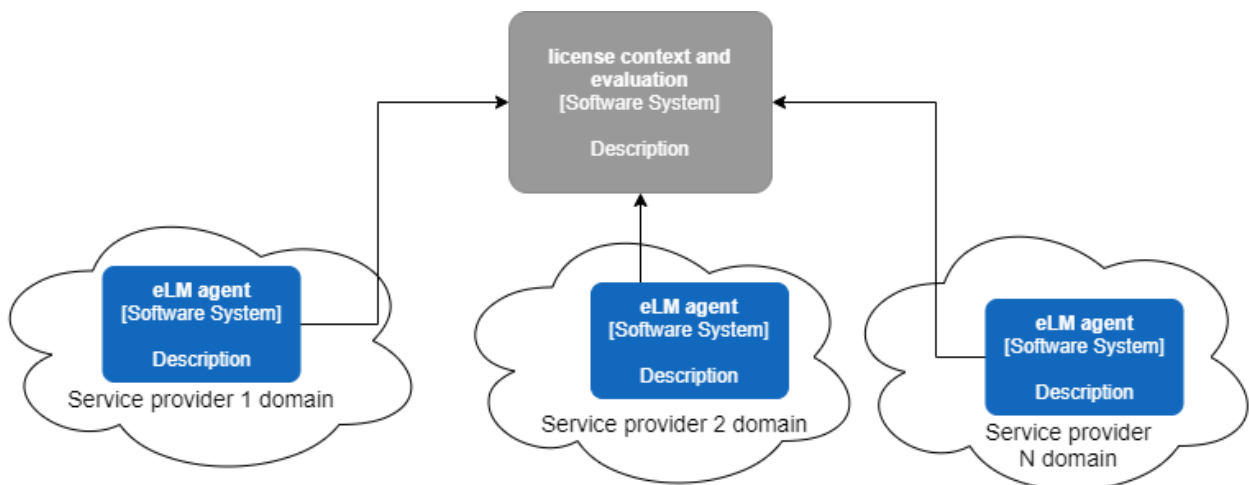 license context and
evaluation
[Software System]
Description
eLM agent
[Software System]
Description
Service provider 1 domain
eLM agent
[Software System]
Description
Service provider 2 domain
eLM agent
[Software System]
Description
Service provider
N domain